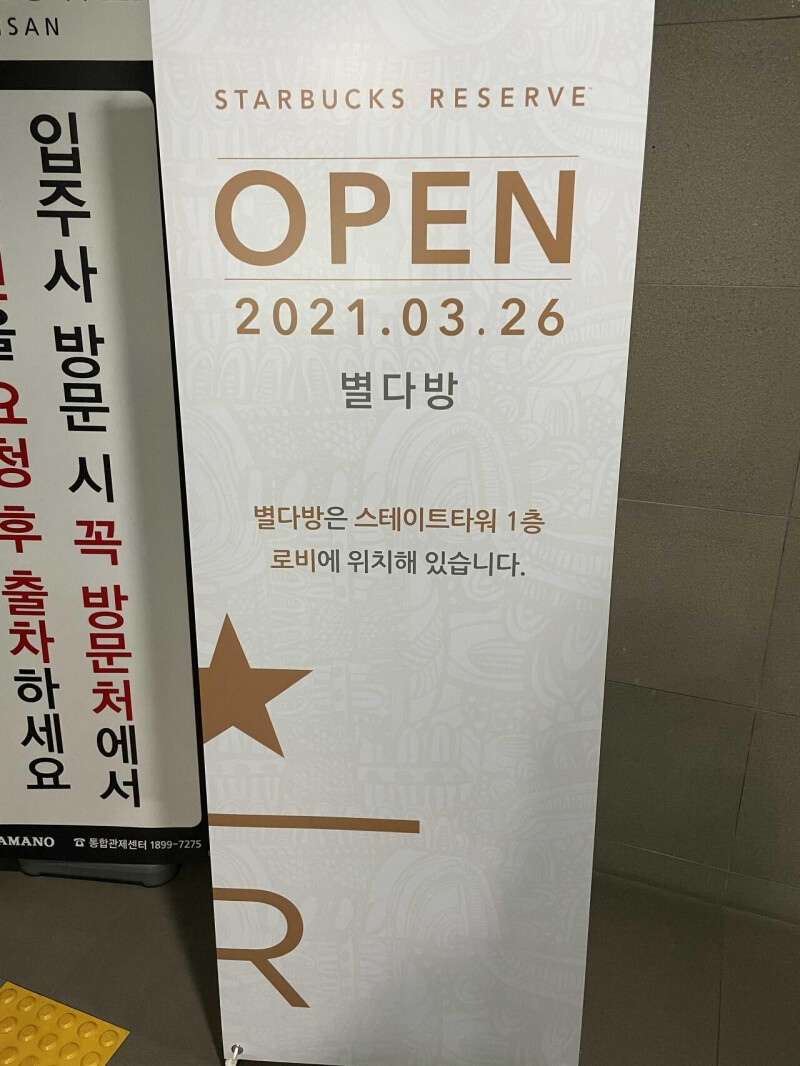 SAN
입주사 방문 시 꼭 방문처에서
요청 후 출차하세요
AMANO ☎ 통합관제센터 1899-7275
STARBUCKS RESERVE™
OPEN
2021.03.26
별다방
별다방은 스테이트타워 1층
로비에 위치해 있습니다.
R